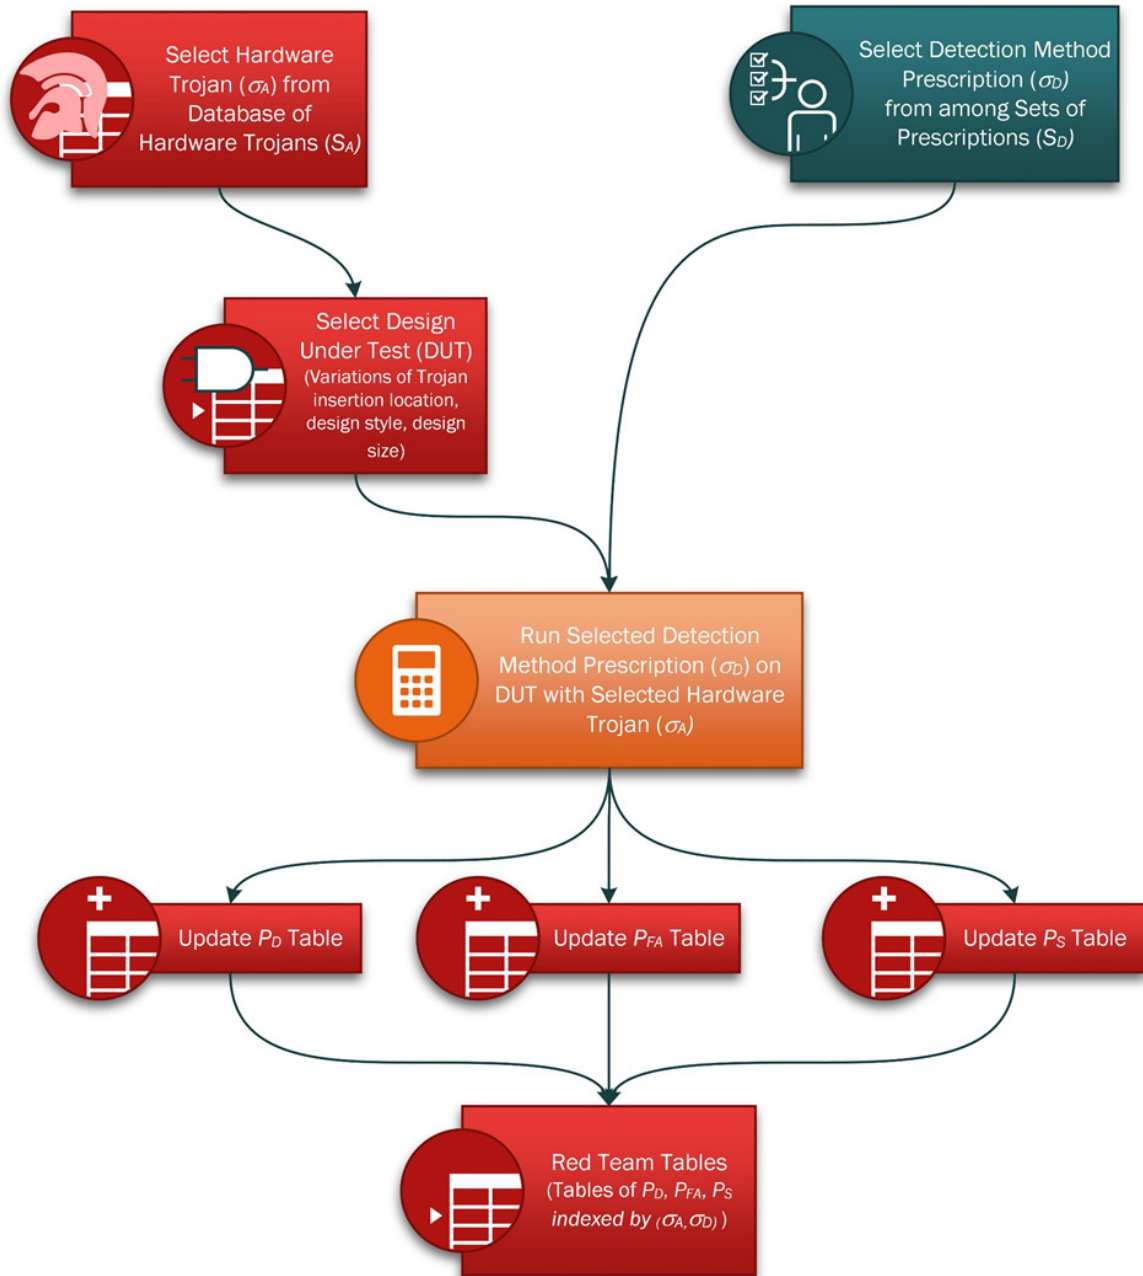 Select Hardware
Trojan (σA) from
Database of
Hardware Trojans (SA)
Select Detection Method
Prescription (σD)
from among Sets of
Prescriptions (SD)
Select Design
Under Test (DUT)
(Variations of Trojan
insertion location,
design style, design
size)
Run Selected Detection
Method Prescription (σD) on
DUT with Selected Hardware
Trojan (σA)
Update PD Table
Update PFA Table
Update PS Table
Red Team Tables
(Tables of PD, PFA, PS
indexed by (σA,σD) )